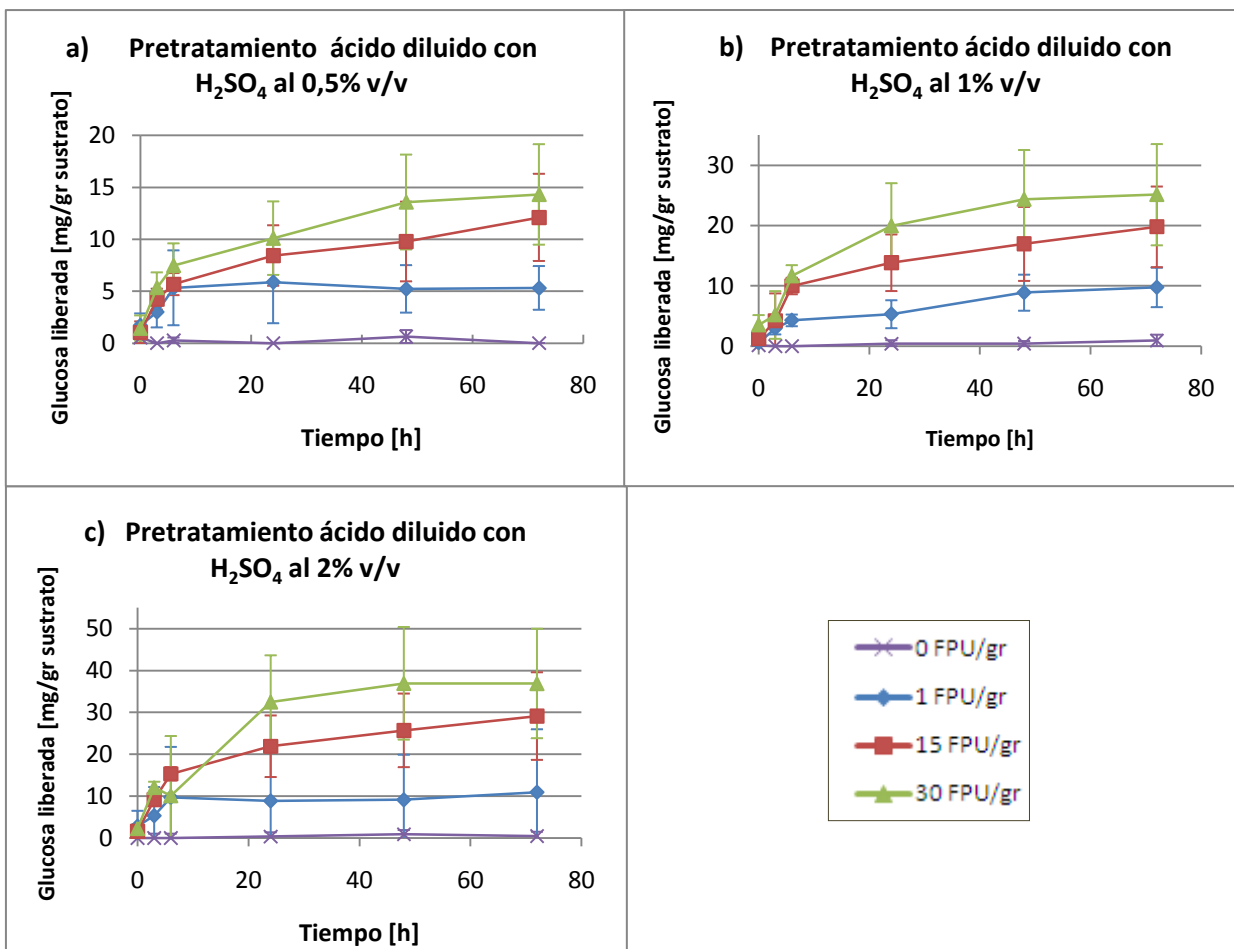 a) Pretratamiento ácido diluido con
H₂SO₄ al 0,5% v/v
Glucosa liberada [mg/gr sustrato]
20
15
10
5
0
0 20 40 60 80
Tiempo [h]
b) Pretratamiento ácido diluido con
H₂SO₄ al 1% v/v
Glucosa liberada [mg/gr sustrato]
30
20
10
0
0 20 40 60 80
Tiempo [h]
c) Pretratamiento ácido diluido con
H₂SO₄ al 2% v/v
Glucosa liberada [mg/gr sustrato]
50
40
30
20
10
0
0 20 40 60 80
Tiempo [h]
0 FPU/gr
1 FPU/gr
15 FPU/gr
30 FPU/gr